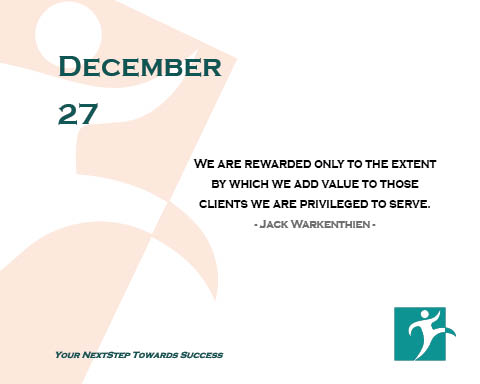 December
27
We are rewarded only to the extent
by which we add value to those
clients we are privileged to serve.
- Jack Warkenthien -
Your NextStep Towards Success